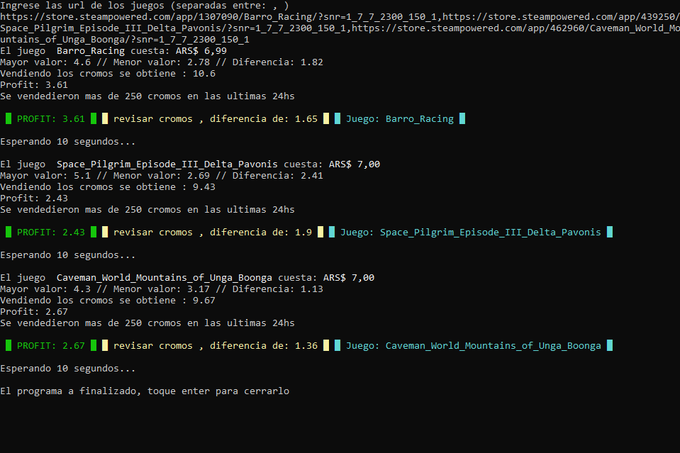 Ingrese las url de los juegos (separadas entre: , )
https://store.steampowered.com/app/1307090/Barro_Racing/?snr=1_7_7_2300_150_1,https://store.steampowered.com/app/439250/
Space_Pilgrim_Episode_III_Delta_Pavonis/?snr=1_7_7_2300_150_1,https://store.steampowered.com/app/462960/Caveman_World_Mo
untains_of_Unga_Boonga/?snr=1_7_7_2300_150_1
El juego  Barro_Racing cuesta: ARS$ 6,99
Mayor valor: 4.6 // Menor valor: 2.78 // Diferencia: 1.82
Vendiendo los cromos se obtiene : 10.6
Profit: 3.61
Se vendedieron mas de 250 cromos en las ultimas 24hs
PROFIT: 3.61 revisar cromos , diferencia de: 1.65 Juego: Barro_Racing
Esperando 10 segundos...
El juego  Space_Pilgrim_Episode_III_Delta_Pavonis cuesta: ARS$ 7,00
Mayor valor: 5.1 // Menor valor: 2.69 // Diferencia: 2.41
Vendiendo los cromos se obtiene : 9.43
Profit: 2.43
Se vendedieron mas de 250 cromos en las ultimas 24hs
PROFIT: 2.43 revisar cromos , diferencia de: 1.9 Juego: Space_Pilgrim_Episode_III_Delta_Pavonis
Esperando 10 segundos...
El juego  Caveman_World_Mountains_of_Unga_Boonga cuesta: ARS$ 7,00
Mayor valor: 4.3 // Menor valor: 3.17 // Diferencia: 1.13
Vendiendo los cromos se obtiene : 9.67
Profit: 2.67
Se vendedieron mas de 250 cromos en las ultimas 24hs
PROFIT: 2.67 revisar cromos , diferencia de: 1.36 Juego: Caveman_World_Mountains_of_Unga_Boonga
Esperando 10 segundos...
El programa a finalizado, toque enter para cerrarlo